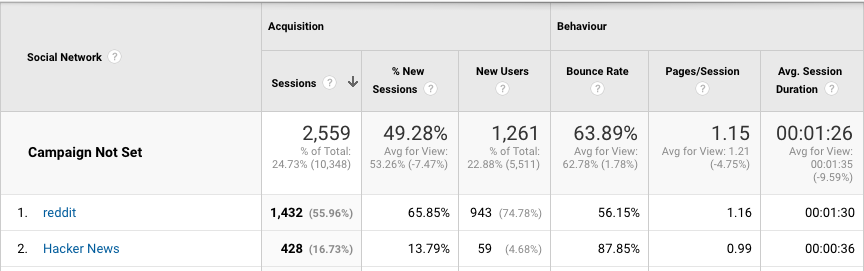 Acquisition Behaviour
Social Network ?
Sessions ? ↓ % New Sessions ? New Users ? Bounce Rate ? Pages/Session ? Avg. Session Duration ?
Campaign Not Set 2,559 49.28% 1,261 63.89% 1.15 00:01:26
% of Total: 24.73% (10,348) Avg for View: 53.26% (-7.47%) % of Total: 22.88% (5,511) Avg for View: 62.78% (1.78%) Avg for View: 1.21 (-4.75%) Avg for View: 00:01:35 (-9.59%)
1. reddit 1,432 (55.96%) 65.85% 943 (74.78%) 56.15% 1.16 00:01:30
2. Hacker News 428 (16.73%) 13.79% 59 (4.68%) 87.85% 0.99 00:00:36